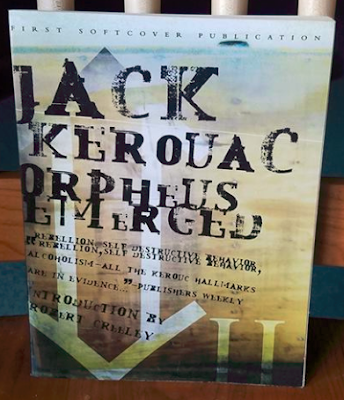 FIRST SOFTCOVER PUBLICATION
JACK
KEROUAC
ORPHEUS
EMERGED
REBELLION, SELF DESTRUCTIVE BEHAVIOR
“REBELLION, SELF DESTRUCTIVE BEHAVIOR,
ALCOHOLISM-ALL THE KEROUC HALLMARKS
ARE IN EVIDENCE...” PUBLISHERS WEEKLY
INTRODUCTION BY
ROBERT CREELEY